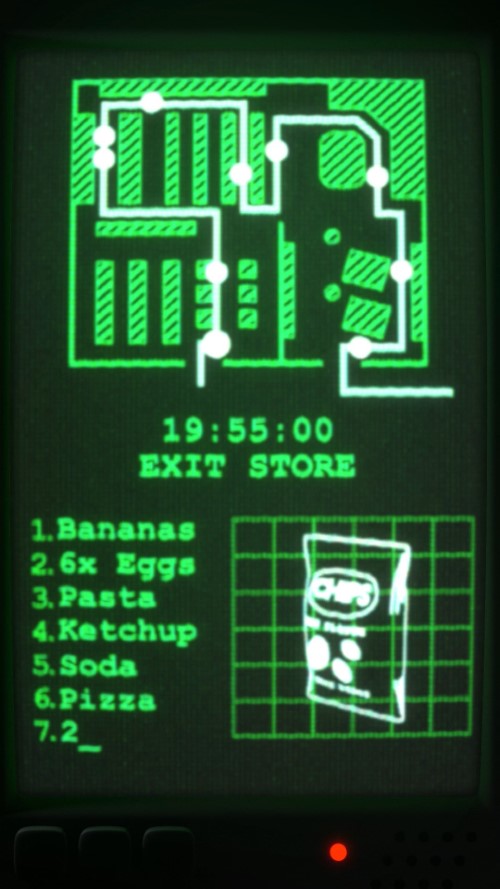 19:55:00
EXIT STORE
1.Bananas
2.6x Eggs
3.Pasta
4.Ketchup
5.Soda
6.Pizza
7.2_
CHIPS